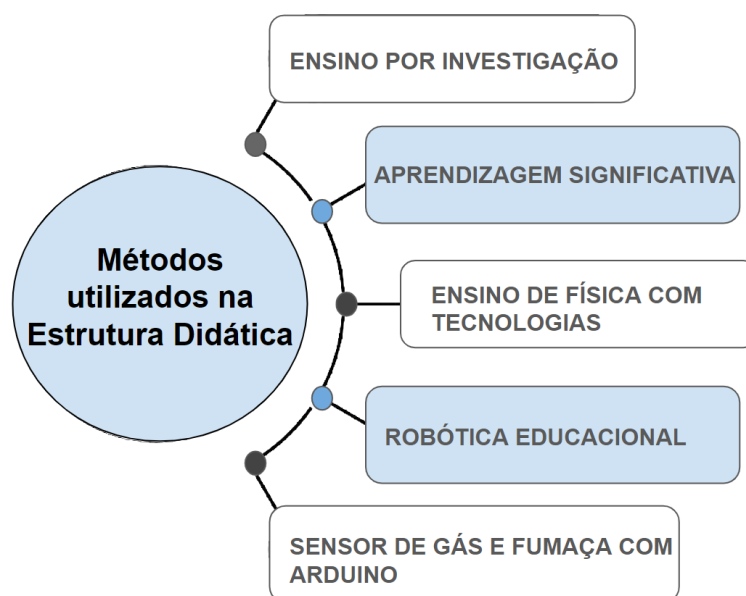 ENSINO POR INVESTIGAÇÃO
APRENDIZAGEM SIGNIFICATIVA
Métodos
utilizados na
Estrutura Didática
ENSINO DE FÍSICA COM
TECNOLOGIAS
ROBÓTICA EDUCACIONAL
SENSOR DE GÁS E FUMAÇA COM
ARDUINO